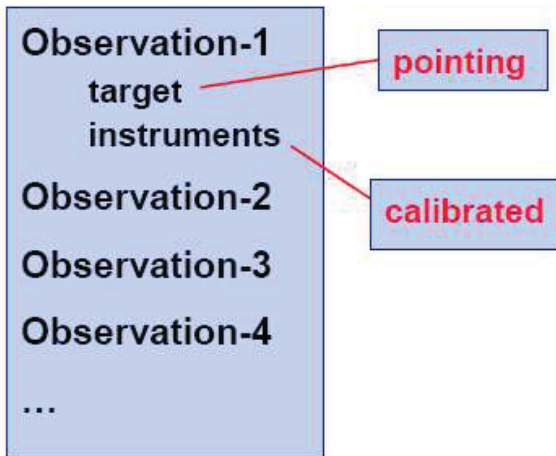 Observation-1
target
instruments
Observation-2
Observation-3
Observation-4
...
pointing
calibrated